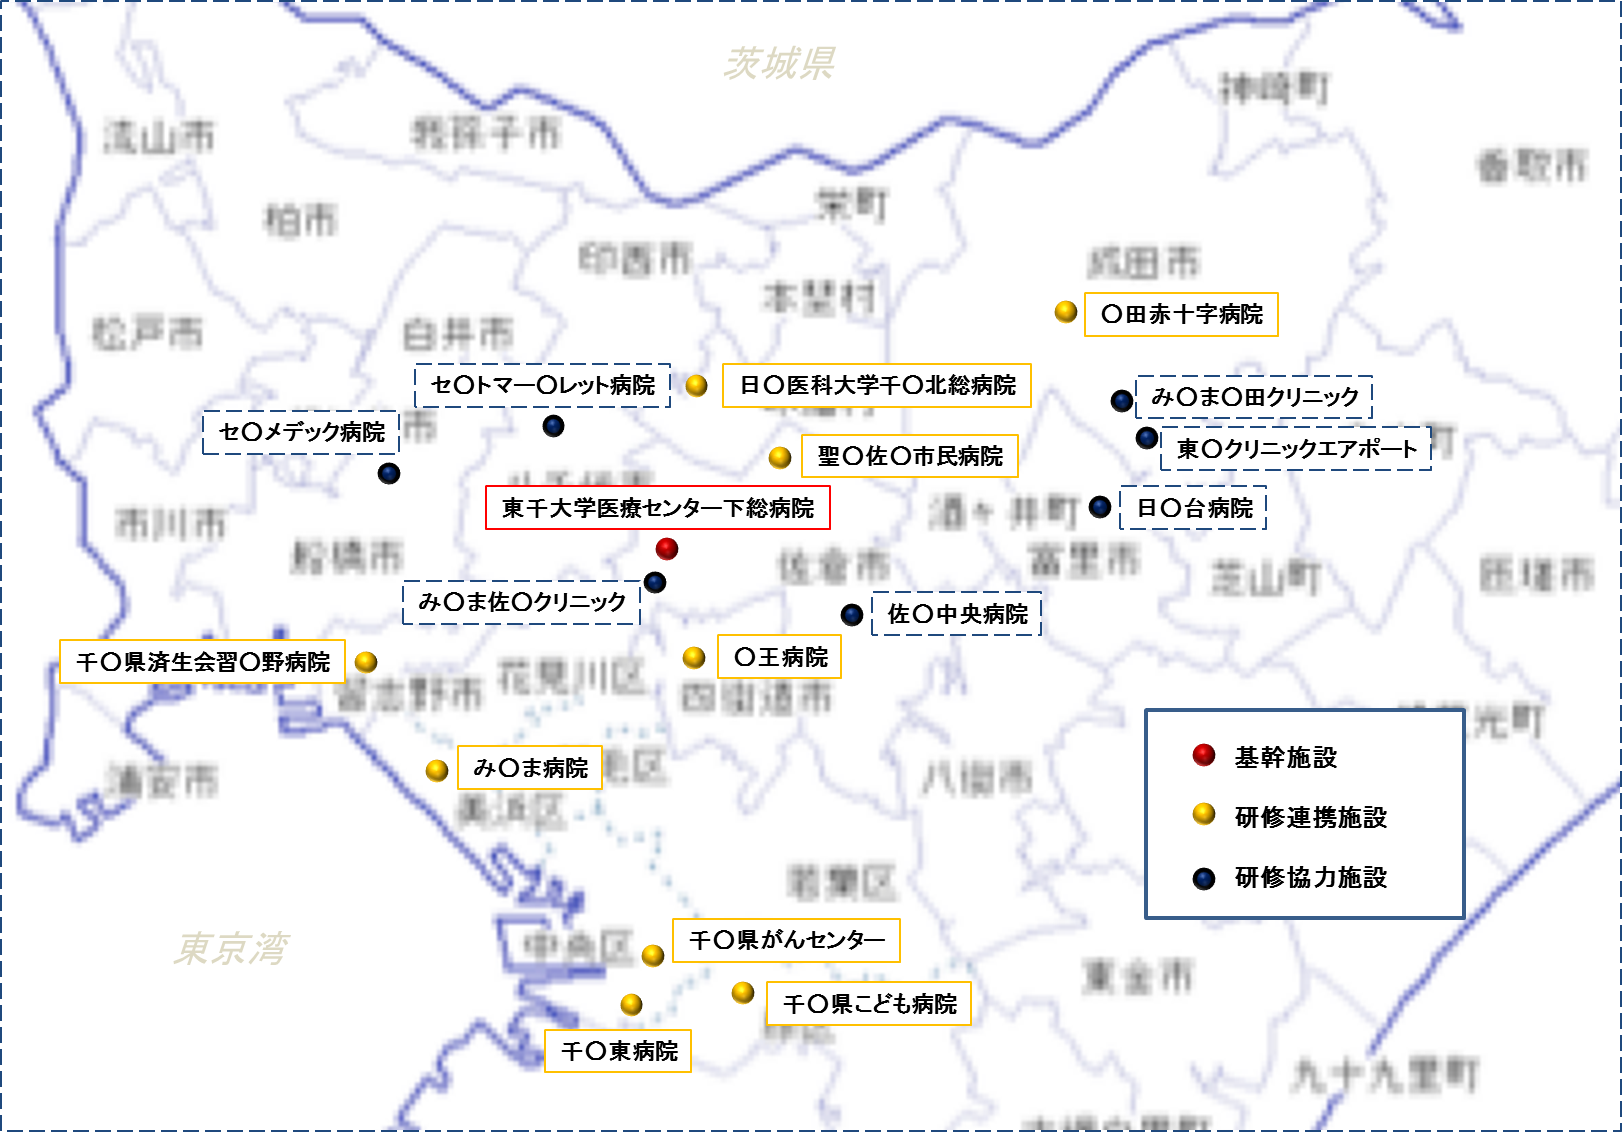 茨城県
神崎町
流山市
我孫子市
香取市
柏市
栄町
印西市
成田市
本埜村
〇田赤十字病院
松戸市
白井市
セ〇トマー〇レット病院
日〇医科大学千〇北総病院
み〇ま〇田クリニック
セ〇メデック病院
市
町
東〇クリニックエアポート
聖〇佐〇市民病院
東千大学医療センター下総病院
日〇台病院
市川市
酒々井町
船橋市
佐倉市
富里市
芝山町
匝瑳市
み〇ま佐〇クリニック
佐〇中央病院
千〇県済生会習〇野病院
〇王病院
花見川区
習志野市
四街道市
光町
基幹施設
み〇ま病院
浦安市
八街市
美浜区
研修連携施設
若葉区
研修協力施設
千〇県がんセンター
東京湾
中央区
東金市
千〇県こども病院
千〇東病院
九十九里町